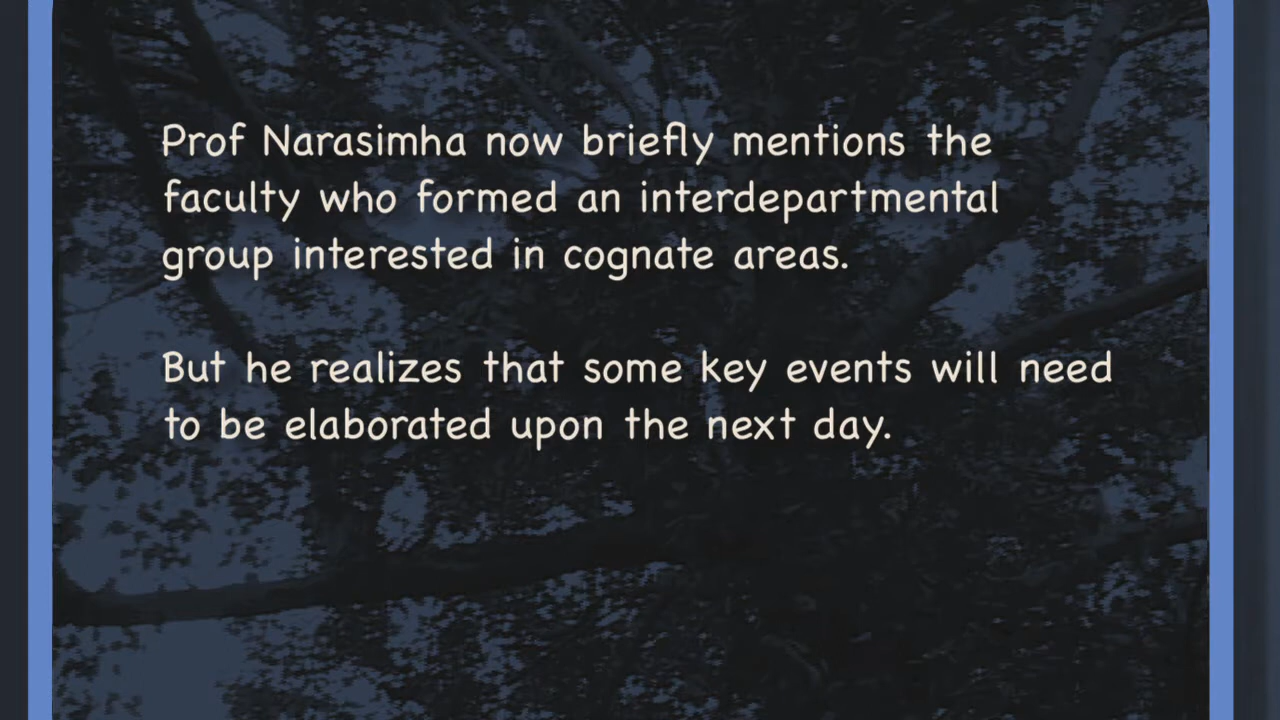 Prof Narasimha now briefly mentions the
faculty who formed an interdepartmental
group interested in cognate areas.
But he realizes that some key events will need
to be elaborated upon the next day.